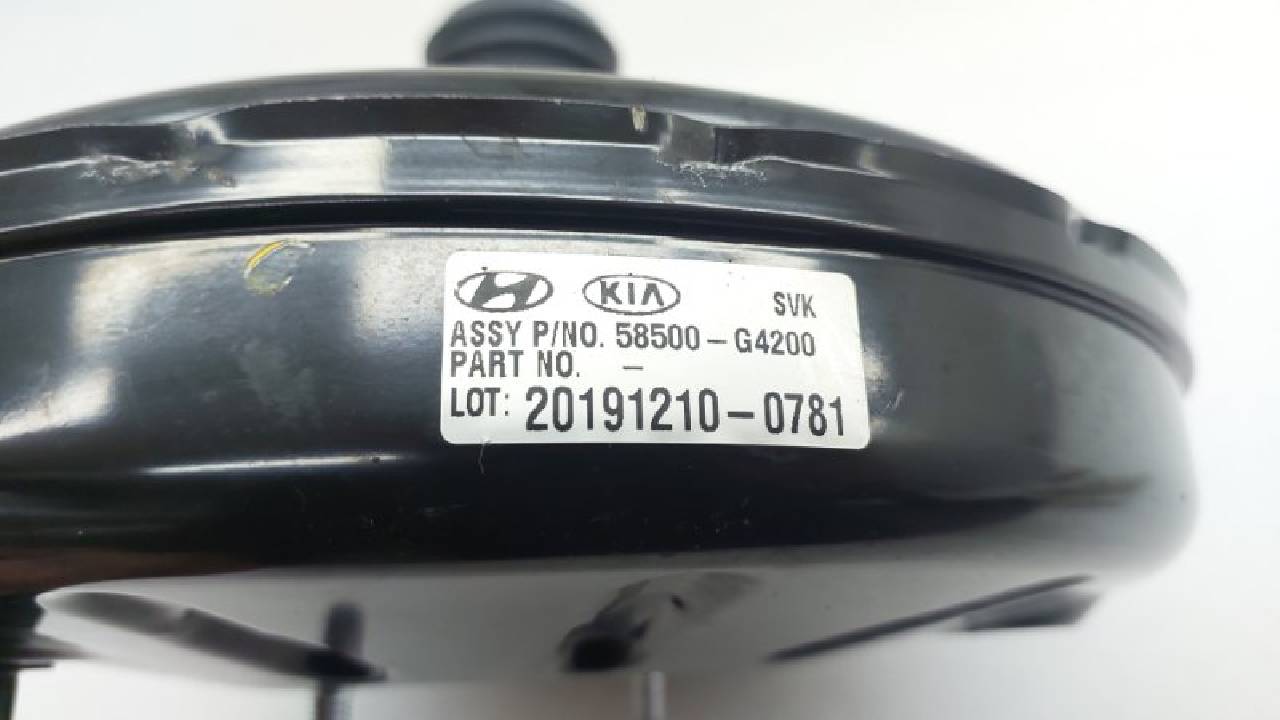 KIA SVK
ASSY P/NO. 58500-G4200
PART NO. -
LOT: 20191210-0781